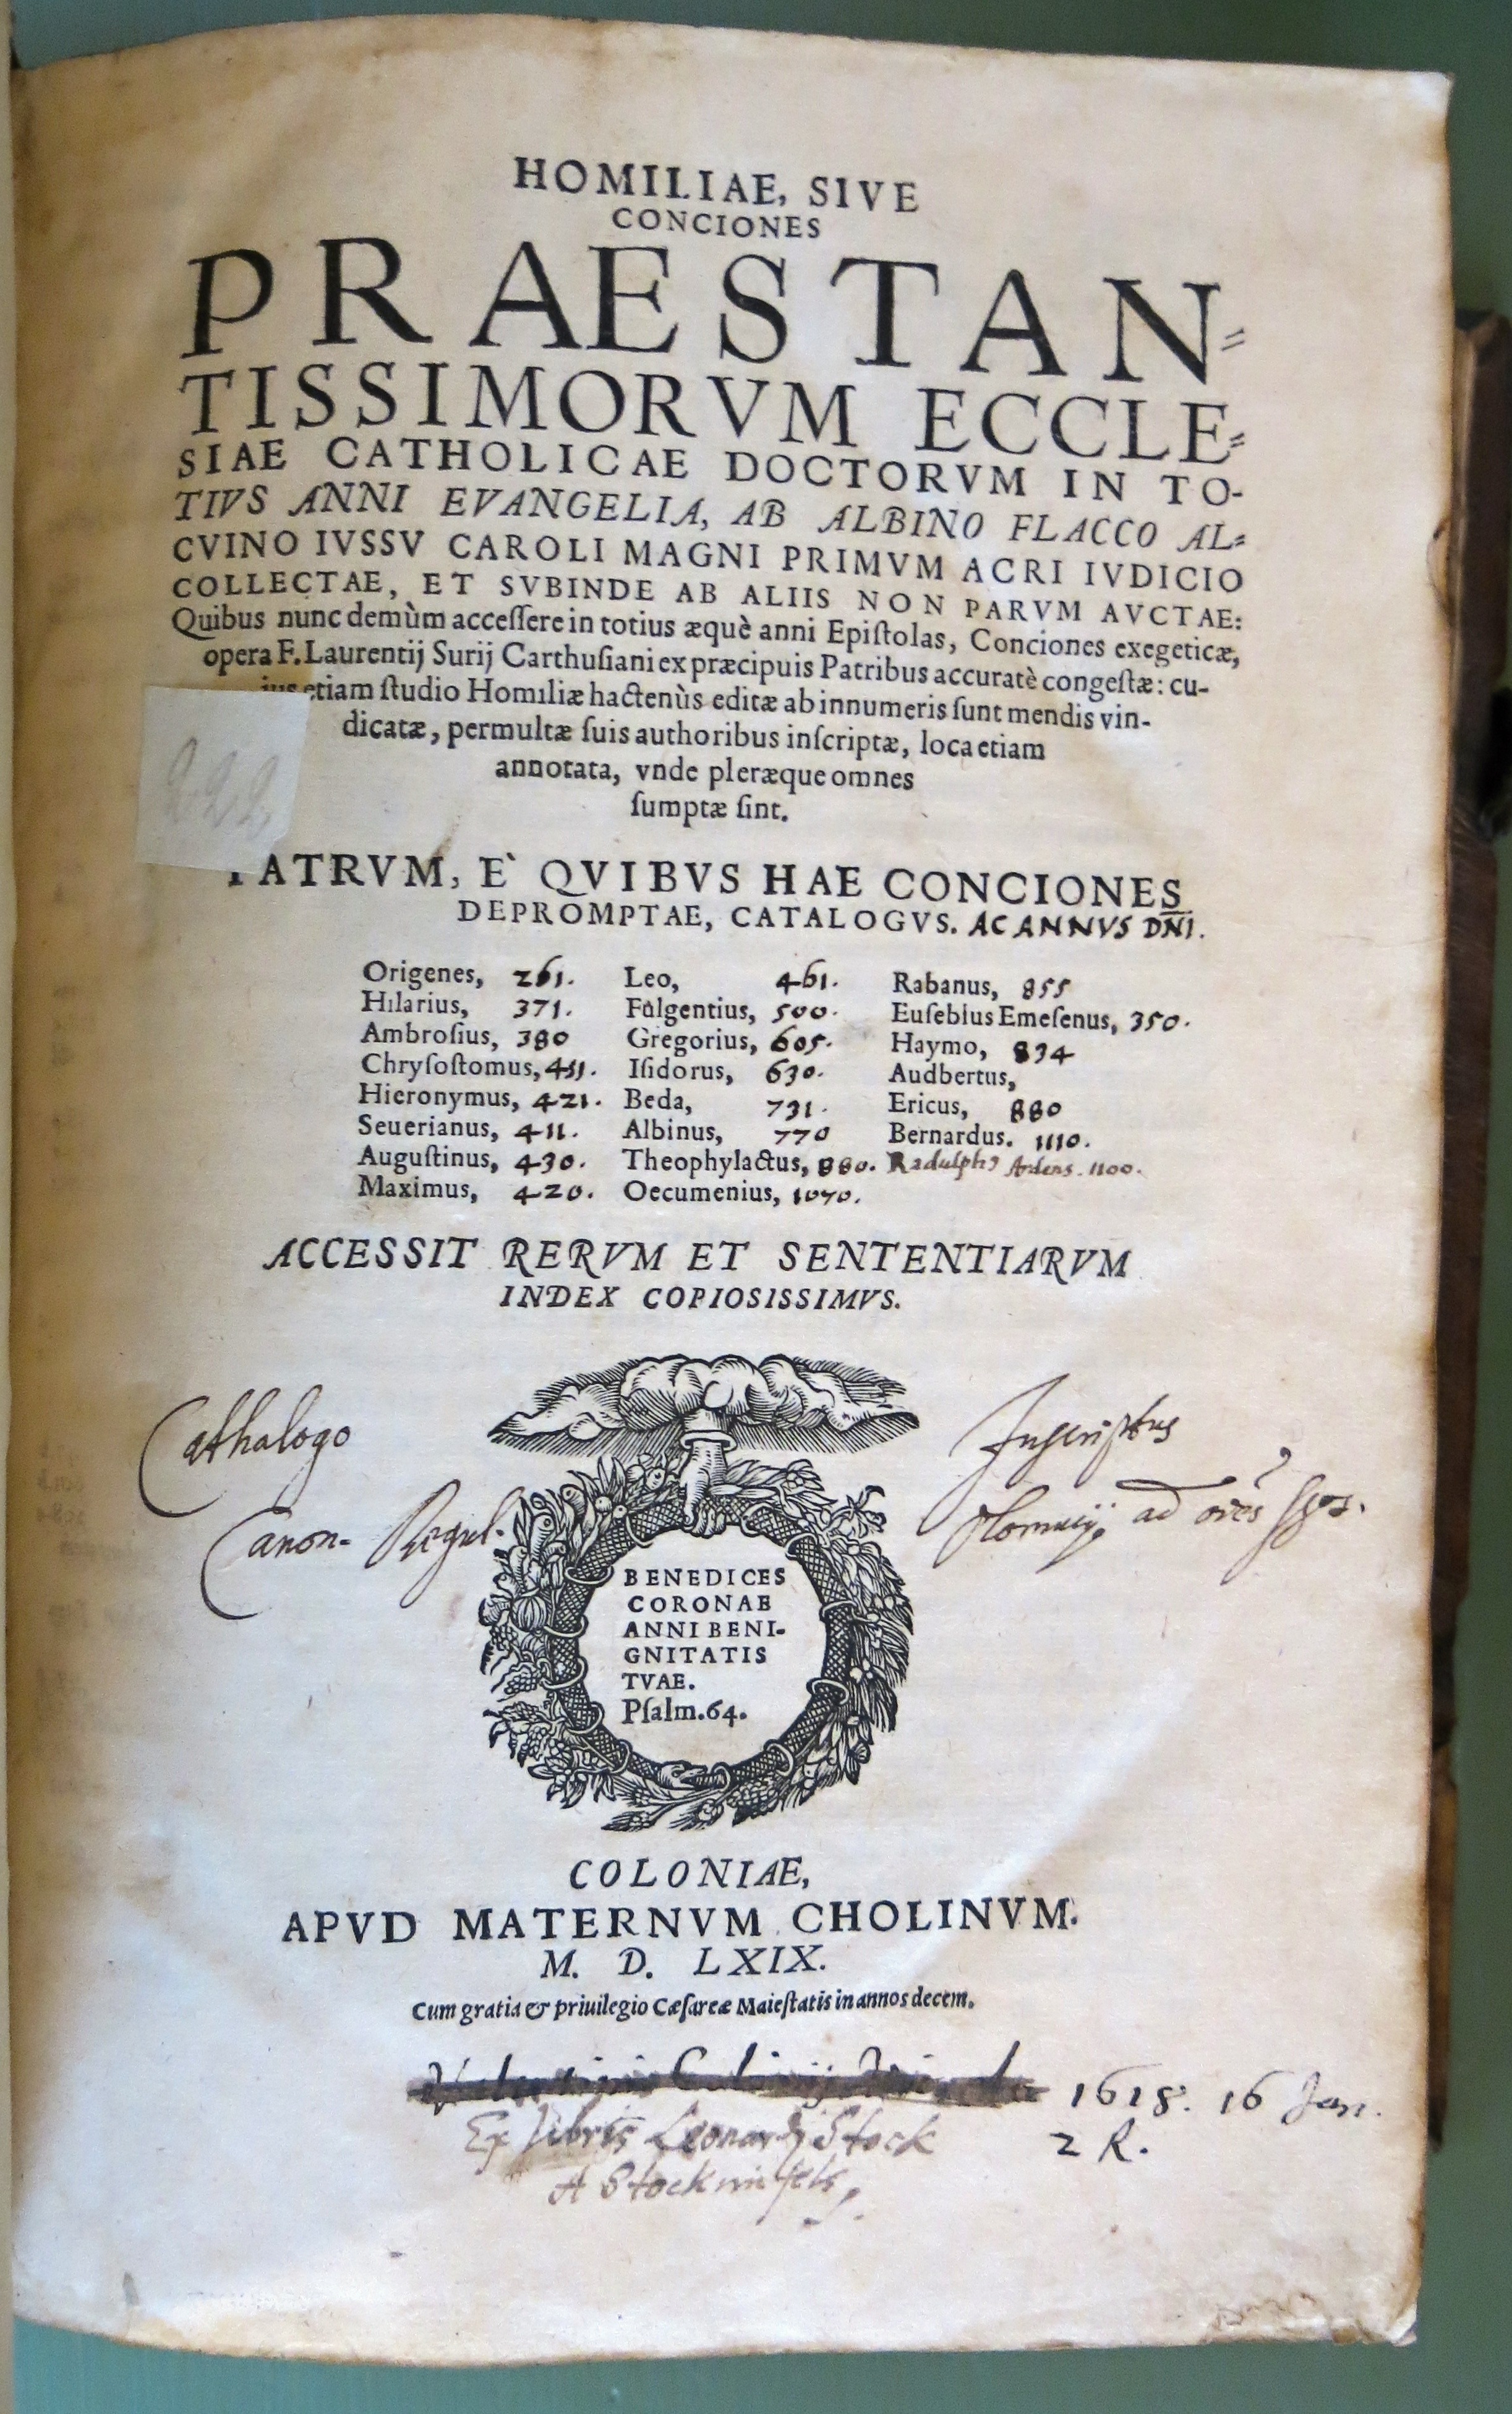 HOMILIAE, SIVE
CONCIONES
PRAESTAN=
TISSIMORVM ECCLE=
SIAE CATHOLICAE DOCTORVM IN TO-
TIVS ANNI EVANGELIA, AB ALBINO FLACCO AL=
CVINO IVSSV CAROLI MAGNI PRIMVM ACRI IVDICIO
COLLECTAE, ET SVBINDE AB ALIIS NON PARVM AVCTAE:
Quibus nunc demùm accessere in totius æquè anni Epistolas, Conciones exegeticæ,
opera F. Laurentij Surij Carthusiani ex præcipuis Patribus accuratè congestæ: cu-
ius etiam studio Homiliæ hactenùs editæ ab innumeris sunt mendis vin-
dicatæ, permultæ suis authoribus inscriptæ, loca etiam
annotata, vnde pleræque omnes
sumptæ sint.
222
PATRVM, E` QVIBVS HAE CONCIONES
DEPROMPTAE, CATALOGVS. AC ANNVS DN̄I.
Origenes, 261. Leo, 461. Rabanus, 855
Hilarius, 371. Fulgentius, 500. Eusebius Emesenus, 350.
Ambrosius, 380 Gregorius, 605. Haymo, 834
Chrysostomus, 411. Isidorus, 630. Audbertus,
Hieronymus, 421. Beda, 731. Ericus, 880
Seuerianus, 411. Albinus, 770 Bernardus. 1110.
Augustinus, 430. Theophylactus, 880. Radulphꝰ Ardens. 1100.
Maximus, 420. Oecumenius, 1070.
ACCESSIT RERVM ET SENTENTIARVM
INDEX COPIOSISSIMVS.
Cathalogo Inscriptus
Canon. Regul. Olomucij ad oēs
BENEDICES
CORONAE
ANNI BENI-
GNITATIS
TVAE.
Psalm. 64.
COLONIAE,
APVD MATERNVM CHOLINVM.
M. D. LXIX.
Cum gratia & priuilegio Cæsareæ Maiestatis in annos decem.
1618. 16 Jan.
Ex libris Leonardj Stock 2 R.
A Stock